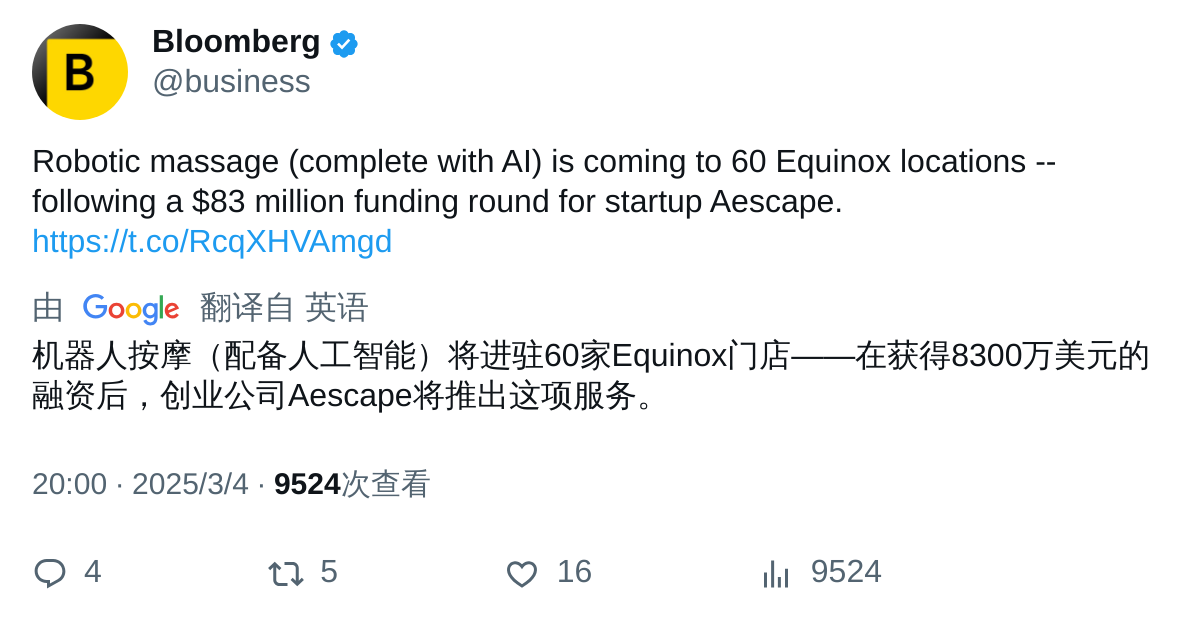 B
Bloomberg
@business
Robotic massage (complete with AI) is coming to 60 Equinox locations --
following a $83 million funding round for startup Aescape.
https://t.co/RcqXHVAmgd
由 Google 翻译自 英语
机器人按摩（配备人工智能）将进驻60家Equinox门店——在获得8300万美元的
融资后，创业公司Aescape将推出这项服务。
20:00 · 2025/3/4 · 9524次查看
4 5 16 9524